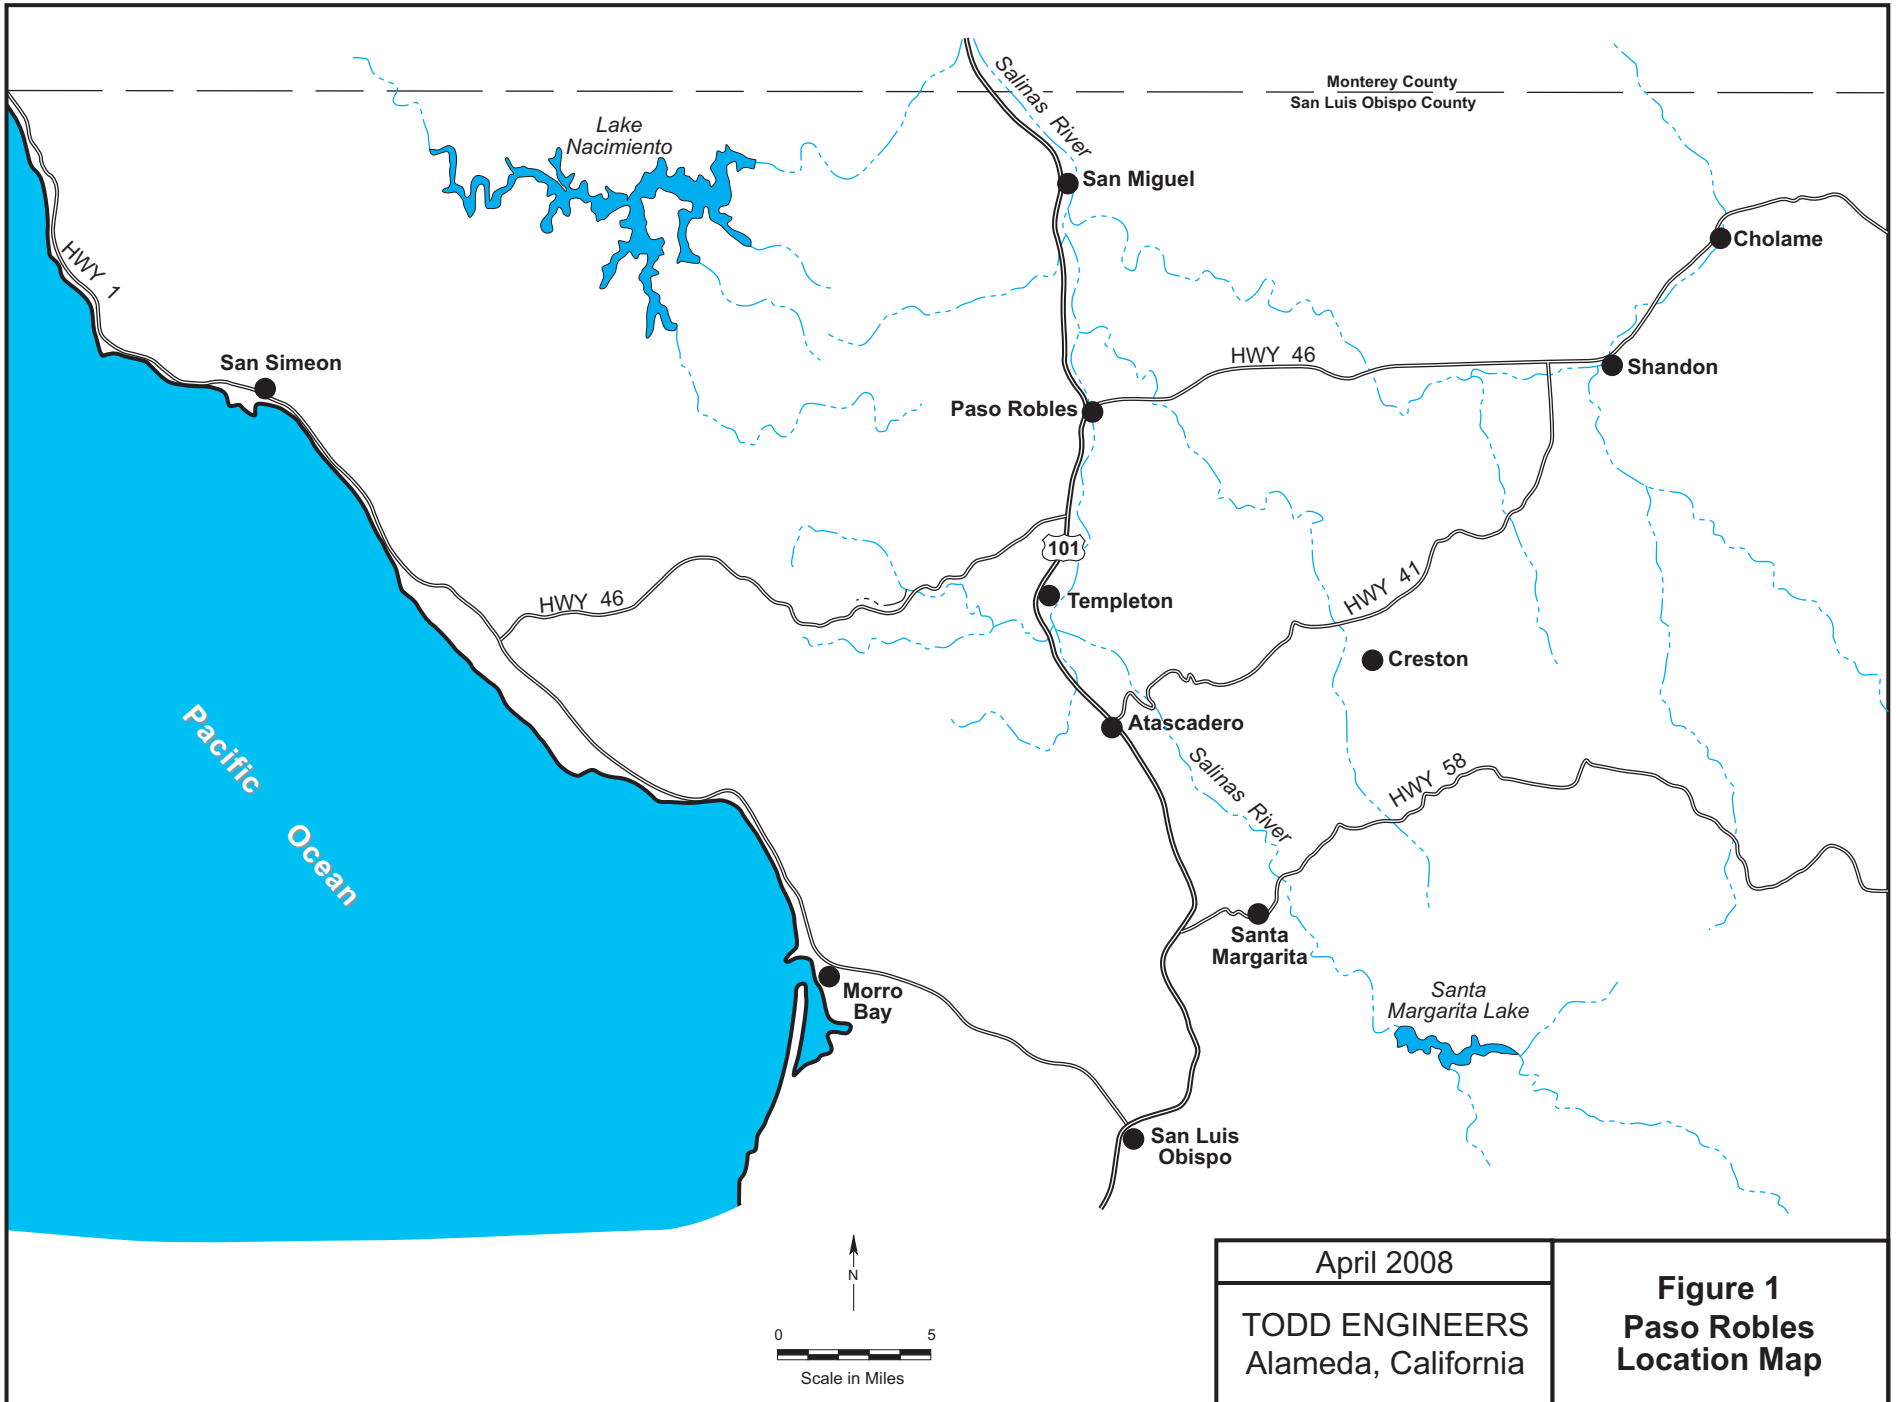 Monterey County
San Luis Obispo County
Salinas River
Lake
Nacimiento
San Miguel
Cholame
HWY 1
San Simeon
HWY 46
Shandon
Paso Robles
101
HWY 46
Templeton
HWY 41
Creston
Atascadero
Pacific
Ocean
Salinas River
HWY 58
Santa
Margarita
Morro
Bay
Santa
Margarita Lake
San Luis
Obispo
N
0 5
Scale in Miles
April 2008
TODD ENGINEERS
Alameda, California
Figure 1
Paso Robles
Location Map